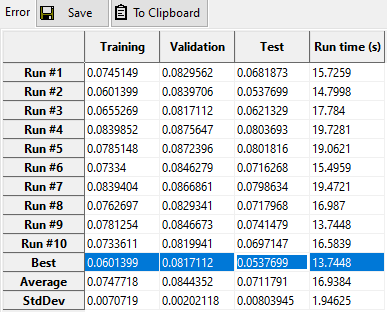 Error Save To Clipboard
Training Validation Test Run time (s)
Run #1 0.0745149 0.0829562 0.0681873 15.7259
Run #2 0.0601399 0.0839706 0.0537699 14.7998
Run #3 0.0655269 0.0817112 0.0621329 17.784
Run #4 0.0839852 0.0875647 0.0803693 19.7281
Run #5 0.0785148 0.0872396 0.0801816 19.0621
Run #6 0.07334 0.0846279 0.0716268 15.4959
Run #7 0.0839404 0.0866861 0.0798634 19.4721
Run #8 0.0762697 0.0829341 0.0717968 16.987
Run #9 0.0781254 0.0846673 0.0741479 13.7448
Run #10 0.0733611 0.0819941 0.0697147 16.5839
Best 0.0601399 0.0817112 0.0537699 13.7448
Average 0.0747718 0.0844352 0.0711791 16.9384
StdDev 0.0070719 0.00202118 0.00803945 1.94625